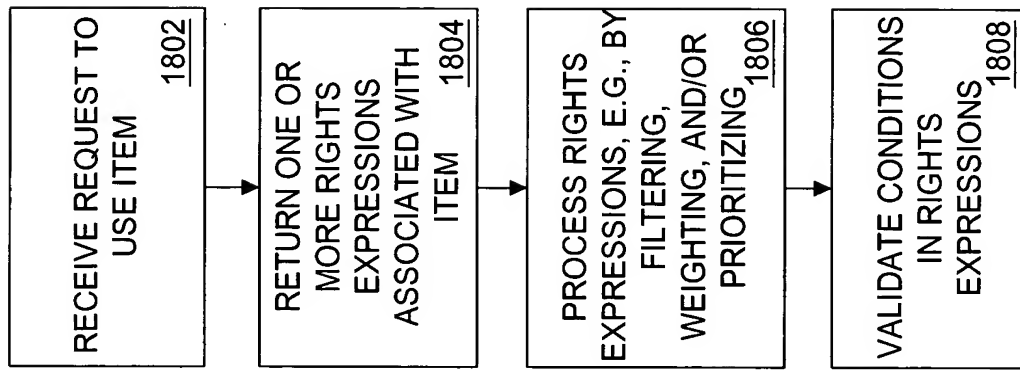 RECEIVE REQUEST TO
USE ITEM
1802
RETURN ONE OR
MORE RIGHTS
EXPRESSIONS
ASSOCIATED WITH
ITEM
1804
PROCESS RIGHTS
EXPRESSIONS, E.G., BY
FILTERING,
WEIGHTING, AND/OR
PRIORITIZING
1806
VALIDATE CONDITIONS
IN RIGHTS
EXPRESSIONS
1808